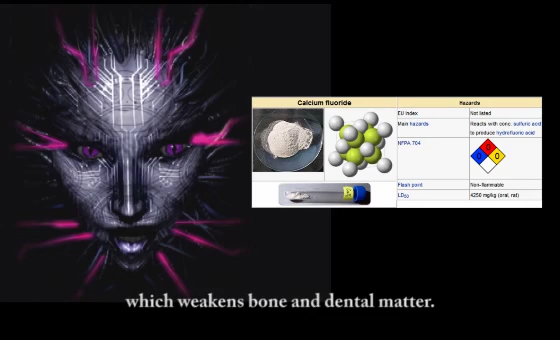 Calcium fluoride
Hazards
EU Index
Not listed
Main hazards
Reacts with conc. sulfuric acid
to produce hydrofluoric acid
NFPA 704
0
0
0
Flash point
Non-flammable
LD50
4250 mg/kg (oral, rat)
which weakens bone and dental matter.